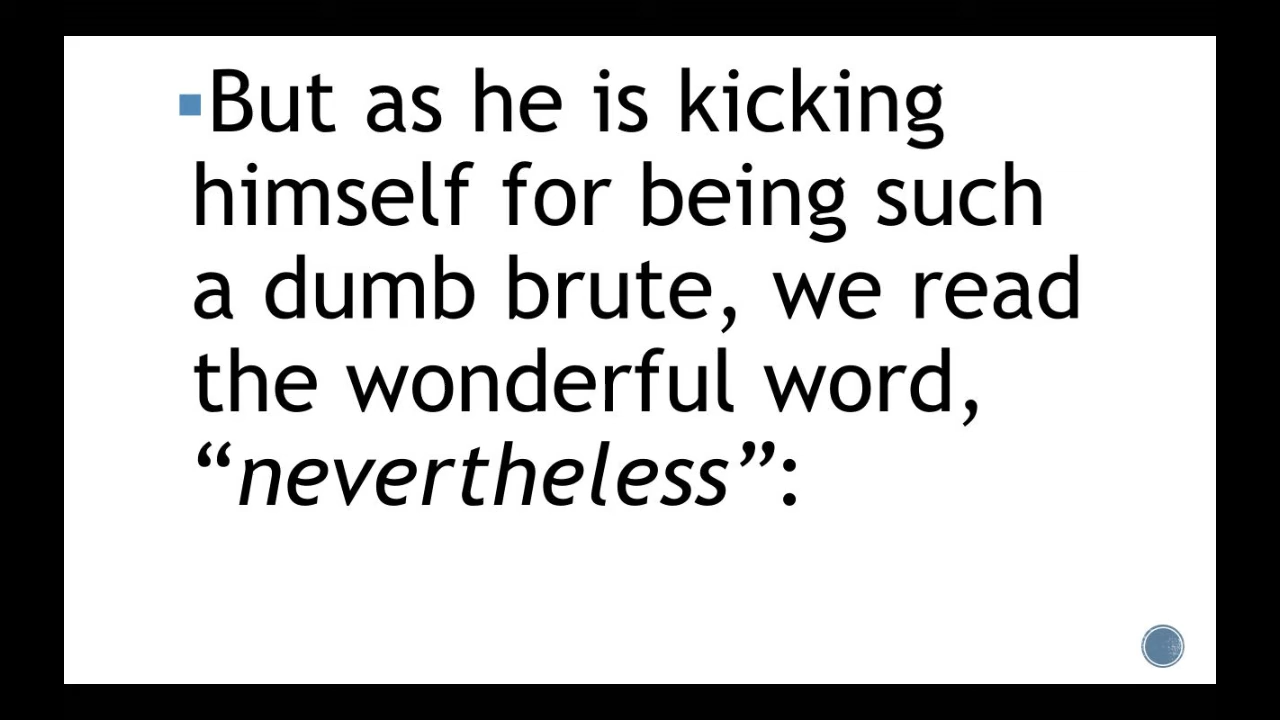 ▪But as he is kicking
himself for being such
a dumb brute, we read
the wonderful word,
“nevertheless”: